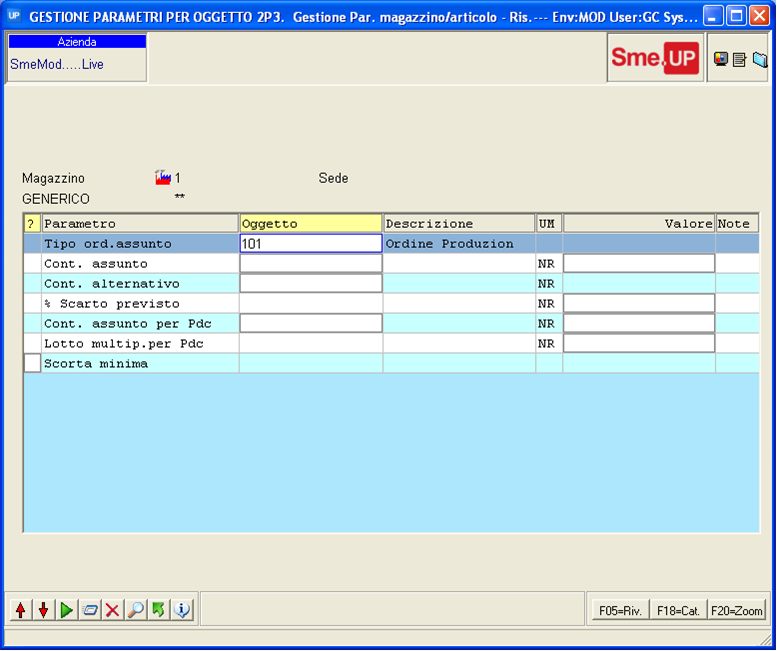 UP GESTIONE PARAMETRI PER OGGETTO 2P3. Gestione Par. magazzino/articolo - Ris.--- Env:MOD User:GC Sys...
Azienda
SmeMod.....Live
Sme.UP
Magazzino 1 Sede
GENERICO **
? Parametro Oggetto Descrizione UM Valore Note
Tipo ord.assunto 101 Ordine Produzion
Cont. assunto NR
Cont. alternativo NR
% Scarto previsto NR
Cont. assunto per Pdc NR
Lotto multip.per Pdc NR
Scorta minima
F05=Riv. F18=Cat. F20=Zoom